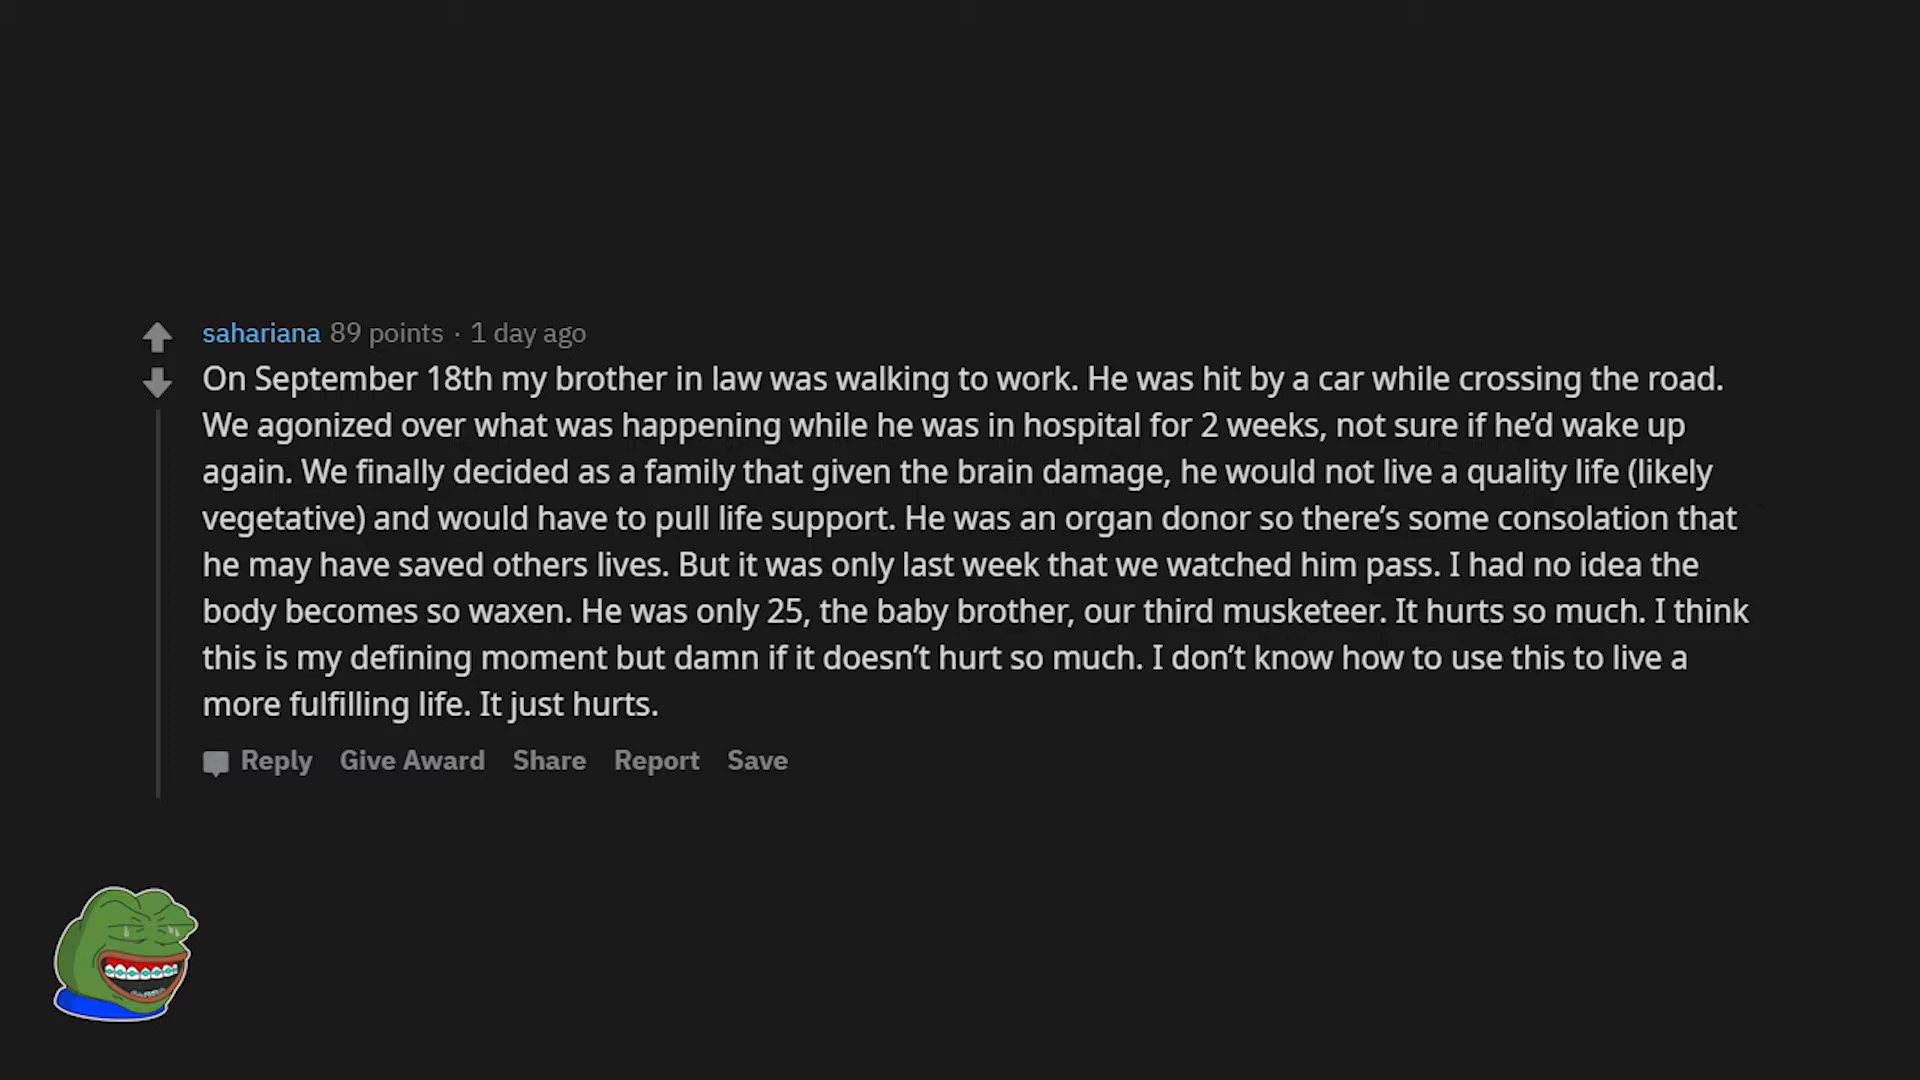 sahariana 89 points · 1 day ago
On September 18th my brother in law was walking to work. He was hit by a car while crossing the road.
We agonized over what was happening while he was in hospital for 2 weeks, not sure if he’d wake up
again. We finally decided as a family that given the brain damage, he would not live a quality life (likely
vegetative) and would have to pull life support. He was an organ donor so there’s some consolation that
he may have saved others lives. But it was only last week that we watched him pass. I had no idea the
body becomes so waxen. He was only 25, the baby brother, our third musketeer. It hurts so much. I think
this is my defining moment but damn if it doesn’t hurt so much. I don’t know how to use this to live a
more fulfilling life. It just hurts.
Reply Give Award Share Report Save